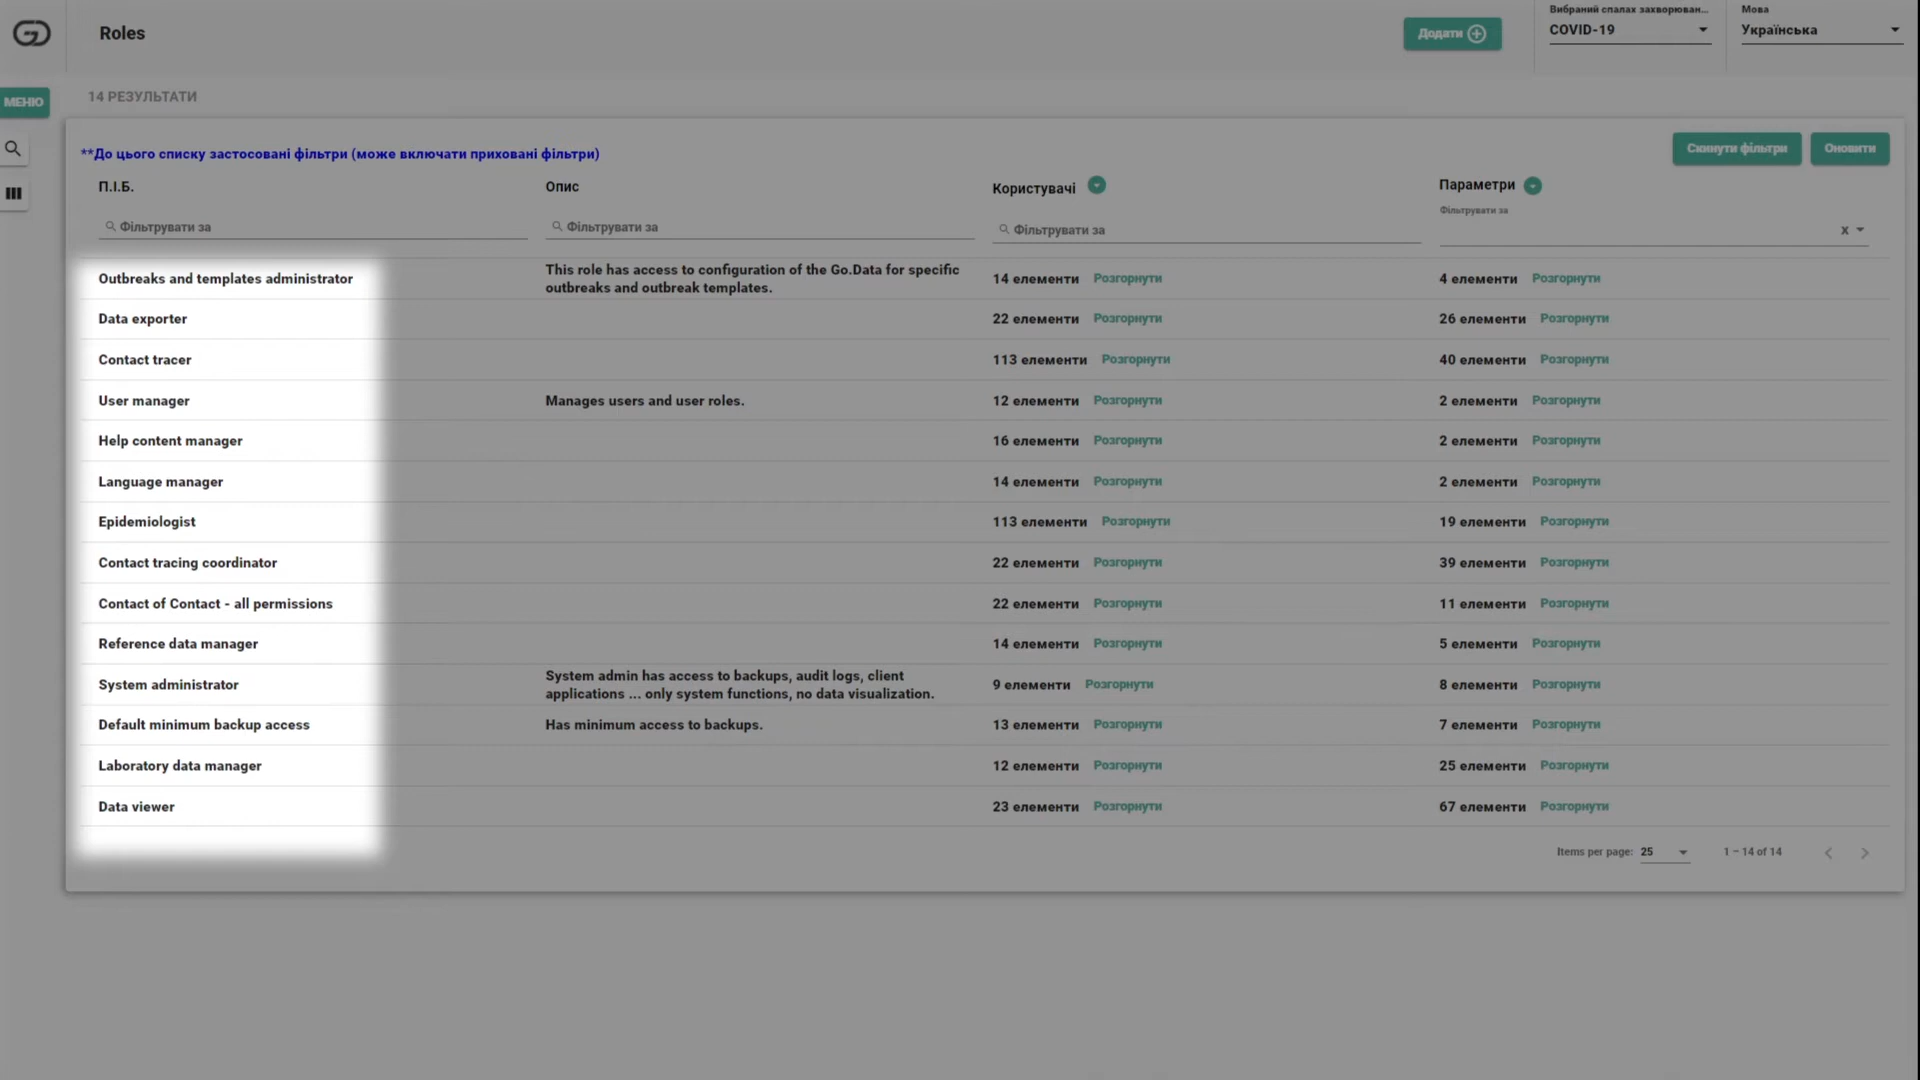 Roles
Додати
Вибраний спалах захворюван...
COVID-19
Мова
Українська
МЕНЮ
14 РЕЗУЛЬТАТИ
**До цього списку застосовані фільтри (може включати приховані фільтри)
Скинути фільтри
Оновити
П.І.Б.
Опис
Користувачі
Параметри
Фільтрувати за
Фільтрувати за
Фільтрувати за
Фільтрувати за
x
Outbreaks and templates administrator
This role has access to configuration of the Go.Data for specific
outbreaks and outbreak templates.
14 елементи Розгорнути
4 елементи Розгорнути
Data exporter
22 елементи Розгорнути
26 елементи Розгорнути
Contact tracer
113 елементи Розгорнути
40 елементи Розгорнути
User manager
Manages users and user roles.
12 елементи Розгорнути
2 елементи Розгорнути
Help content manager
16 елементи Розгорнути
2 елементи Розгорнути
Language manager
14 елементи Розгорнути
2 елементи Розгорнути
Epidemiologist
113 елементи Розгорнути
19 елементи Розгорнути
Contact tracing coordinator
22 елементи Розгорнути
39 елементи Розгорнути
Contact of Contact - all permissions
22 елементи Розгорнути
11 елементи Розгорнути
Reference data manager
14 елементи Розгорнути
5 елементи Розгорнути
System administrator
System admin has access to backups, audit logs, client
applications ... only system functions, no data visualization.
9 елементи Розгорнути
8 елементи Розгорнути
Default minimum backup access
Has minimum access to backups.
13 елементи Розгорнути
7 елементи Розгорнути
Laboratory data manager
12 елементи Розгорнути
25 елементи Розгорнути
Data viewer
23 елементи Розгорнути
67 елементи Розгорнути
Items per page: 25
1 – 14 of 14